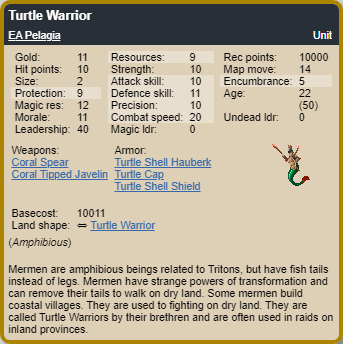 Turtle Warrior
EA Pelagia Unit
Gold: 11 Resources: 9 Rec points: 10000
Hit points: 10 Strength: 10 Map move: 14
Size: 2 Attack skill: 10 Encumbrance: 5
Protection: 9 Defence skill: 11 Age: 22
Magic res: 12 Precision: 10 (50)
Morale: 11 Combat speed: 20 Undead ldr: 0
Leadership: 40 Magic ldr: 0
Weapons: Armor:
Coral Spear Turtle Shell Hauberk
Coral Tipped Javelin Turtle Cap
Turtle Shell Shield
Basecost: 10011
Land shape: ⇔ Turtle Warrior
(Amphibious)
Mermen are amphibious beings related to Tritons, but have fish tails
instead of legs. Mermen have strange powers of transformation and
can remove their tails to walk on dry land. Some mermen build
coastal villages. They are used to fighting on dry land. They are
called Turtle Warriors by their brethren and are often used in raids on
inland provinces.